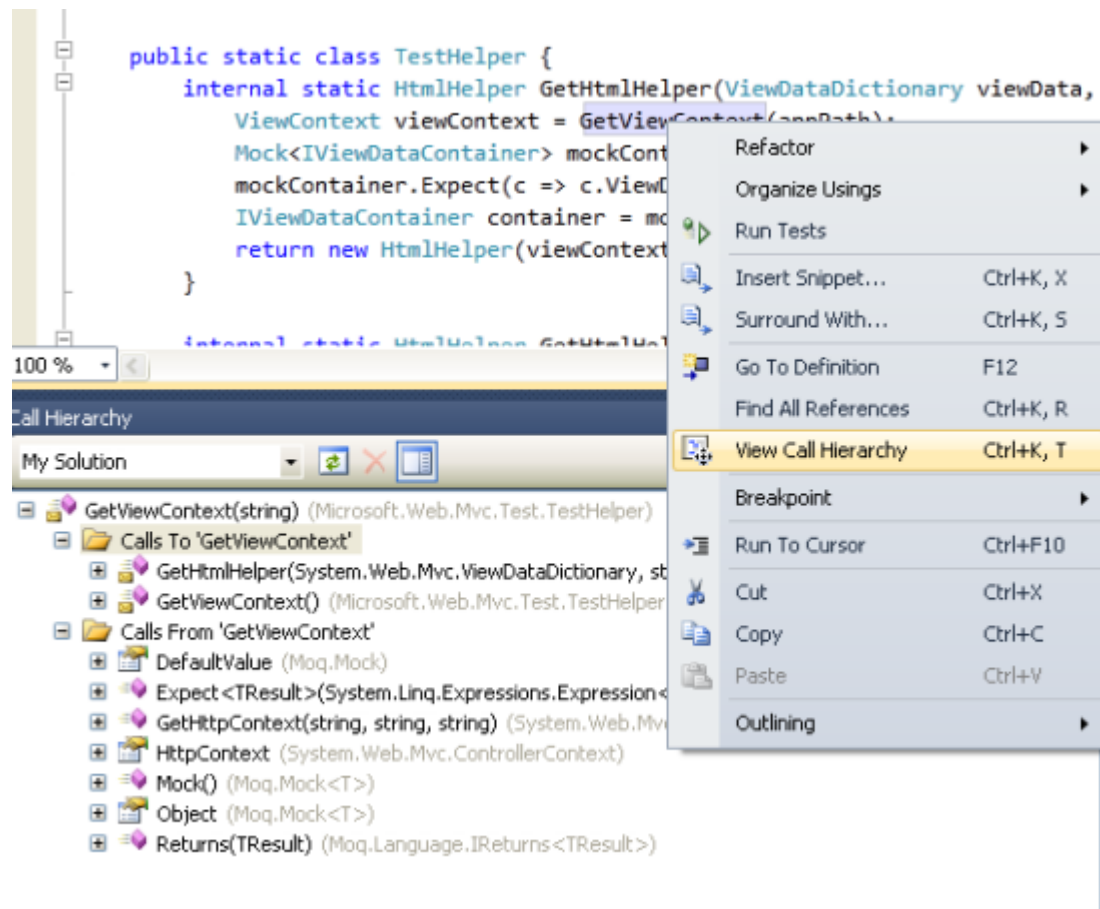 public static class TestHelper {
internal static HtmlHelper GetHtmlHelper(ViewDataDictionary viewData,
ViewContext viewContext = GetViewContext(appPath);
Mock<IViewDataContainer> mockCont
mockContainer.Expect(c => c.ViewD
IViewDataContainer container = mo
return new HtmlHelper(viewContext
}
internal static HtmlHelper GetHtmlHel
100 %
Refactor
Organize Usings
Run Tests
Insert Snippet... Ctrl+K, X
Surround With... Ctrl+K, S
Go To Definition F12
Find All References Ctrl+K, R
View Call Hierarchy Ctrl+K, T
Breakpoint
Run To Cursor Ctrl+F10
Cut Ctrl+X
Copy Ctrl+C
Paste Ctrl+V
Outlining
Call Hierarchy
My Solution
GetViewContext(string) (Microsoft.Web.Mvc.Test.TestHelper)
Calls To 'GetViewContext'
GetHtmlHelper(System.Web.Mvc.ViewDataDictionary, st
GetViewContext() (Microsoft.Web.Mvc.Test.TestHelper
Calls From 'GetViewContext'
DefaultValue (Moq.Mock)
Expect<TResult>(System.Linq.Expressions.Expression<
GetHttpContext(string, string, string) (System.Web.Mv
HttpContext (System.Web.Mvc.ControllerContext)
Mock() (Moq.Mock<T>)
Object (Moq.Mock<T>)
Returns(TResult) (Moq.Language.IReturns<TResult>)